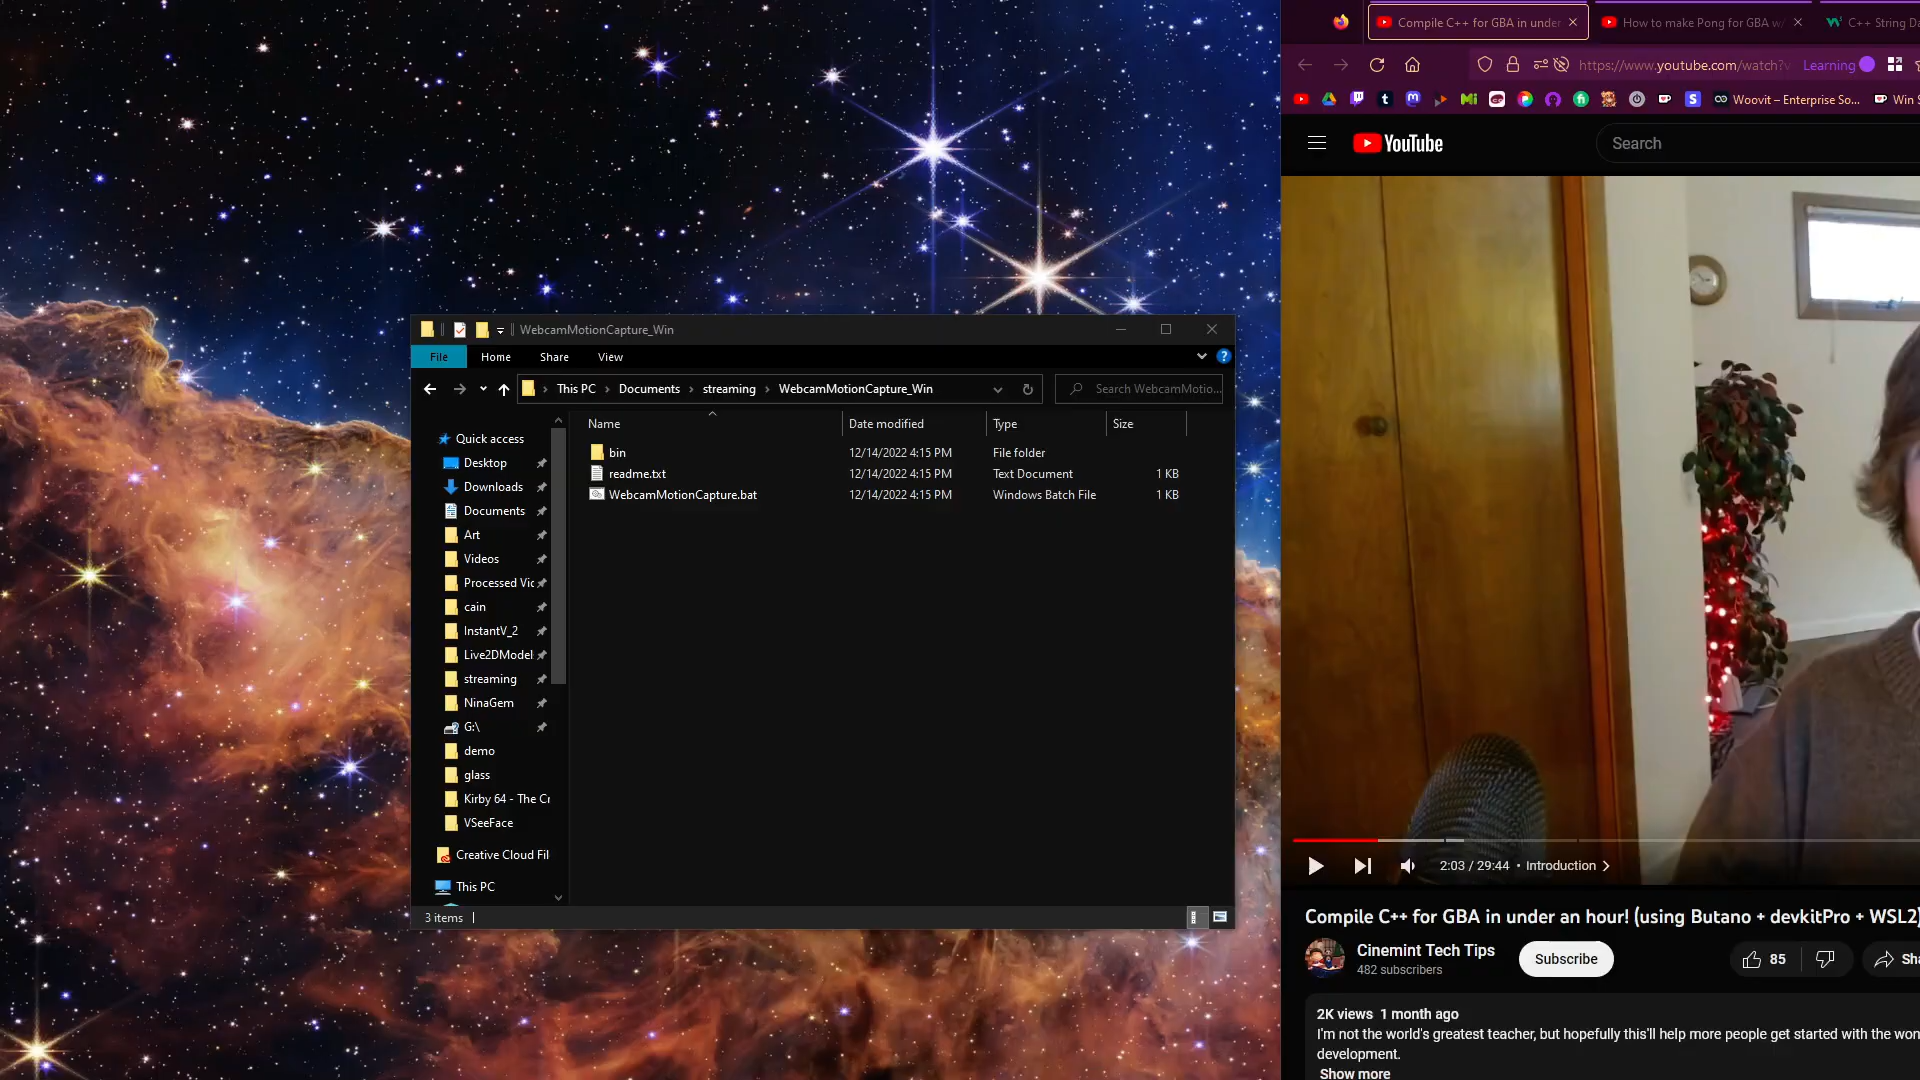 WebcamMotionCapture_Win
File Home Share View
This PC Documents streaming WebcamMotionCapture_Win
Search WebcamMotio...
Name Date modified Type Size
bin 12/14/2022 4:15 PM File folder
readme.txt 12/14/2022 4:15 PM Text Document 1 KB
WebcamMotionCapture.bat 12/14/2022 4:15 PM Windows Batch File 1 KB
Quick access
Desktop
Downloads
Documents
Art
Videos
Processed Vic
cain
InstantV_2
Live2DModel
streaming
NinaGem
G:\
demo
glass
Kirby 64 - The Cr
VSeeFace
Creative Cloud Fil
This PC
3 items
Compile C++ for GBA in under
How to make Pong for GBA w/
C++ String Da
https://www.youtube.com/watch?v
Learning
Woovit – Enterprise So...
Win S
YouTube
Search
2:03 / 29:44 • Introduction
Compile C++ for GBA in under an hour! (using Butano + devkitPro + WSL2)
Cinemint Tech Tips
482 subscribers
Subscribe
85
Sha
2K views 1 month ago
I'm not the world's greatest teacher, but hopefully this'll help more people get started with the won
development.
Show more